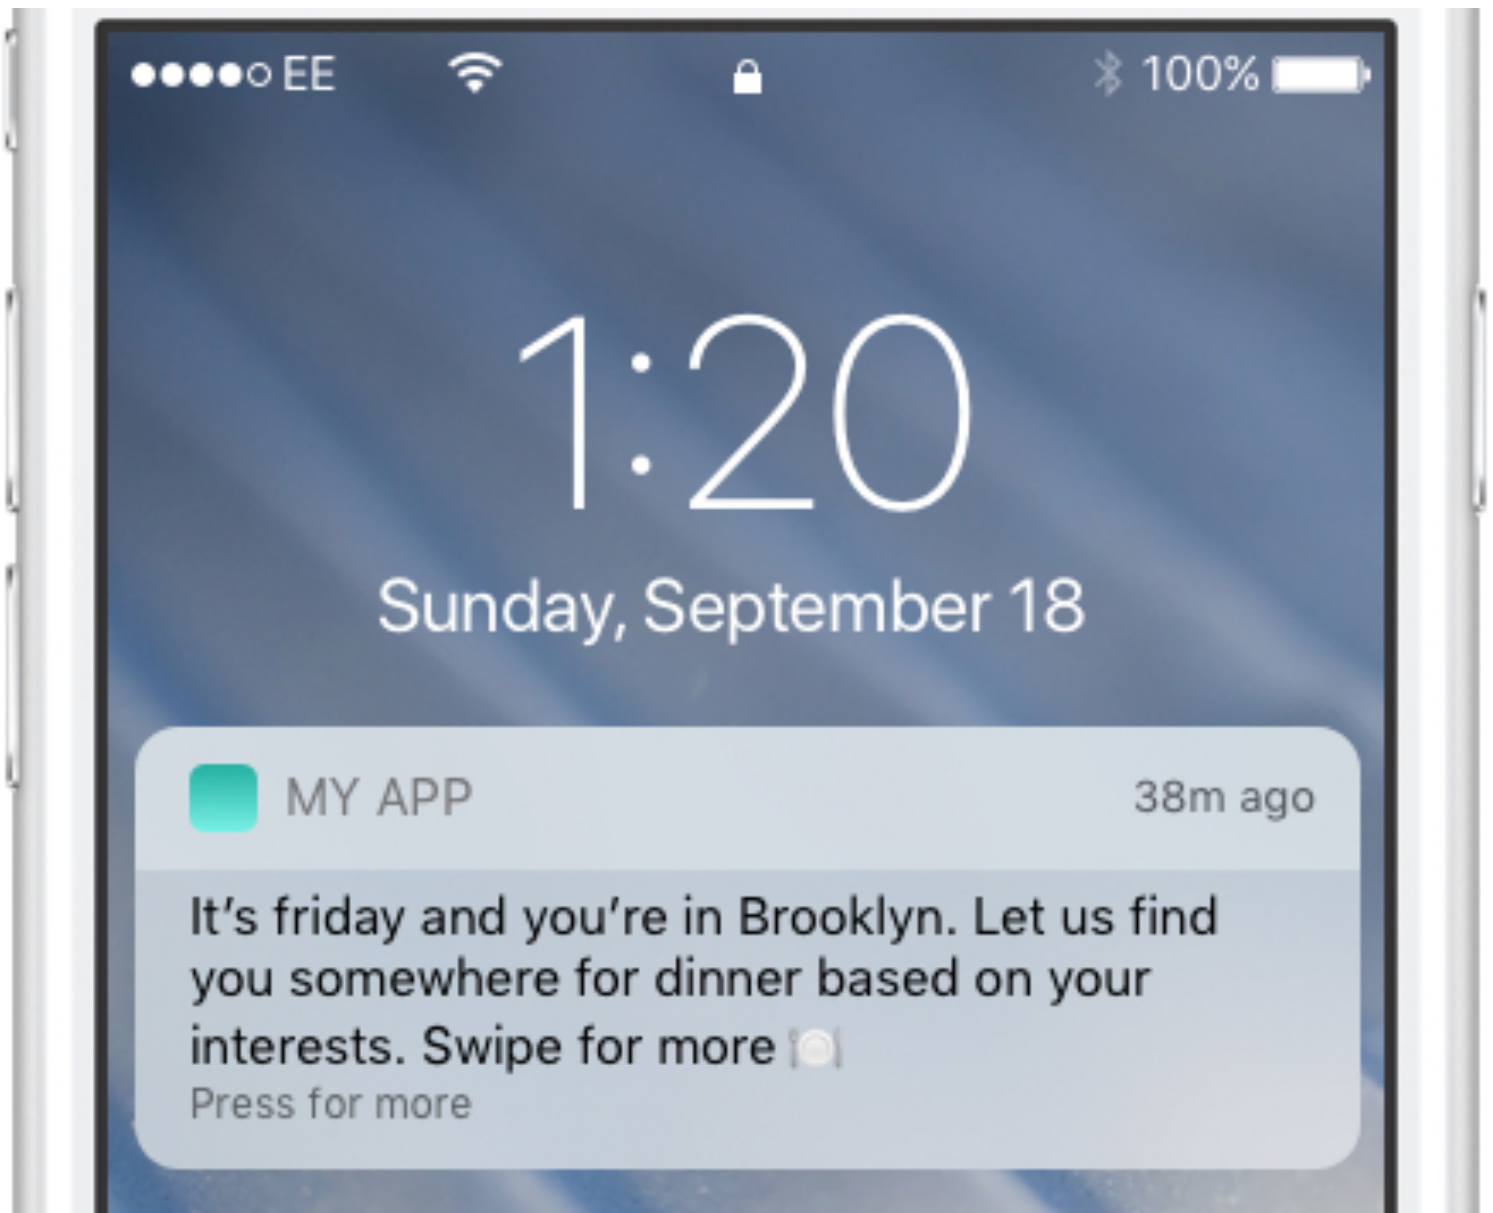 EE 100%
1:20
Sunday, September 18
MY APP 38m ago
It’s friday and you’re in Brooklyn. Let us find
you somewhere for dinner based on your
interests. Swipe for more 🍽
Press for more